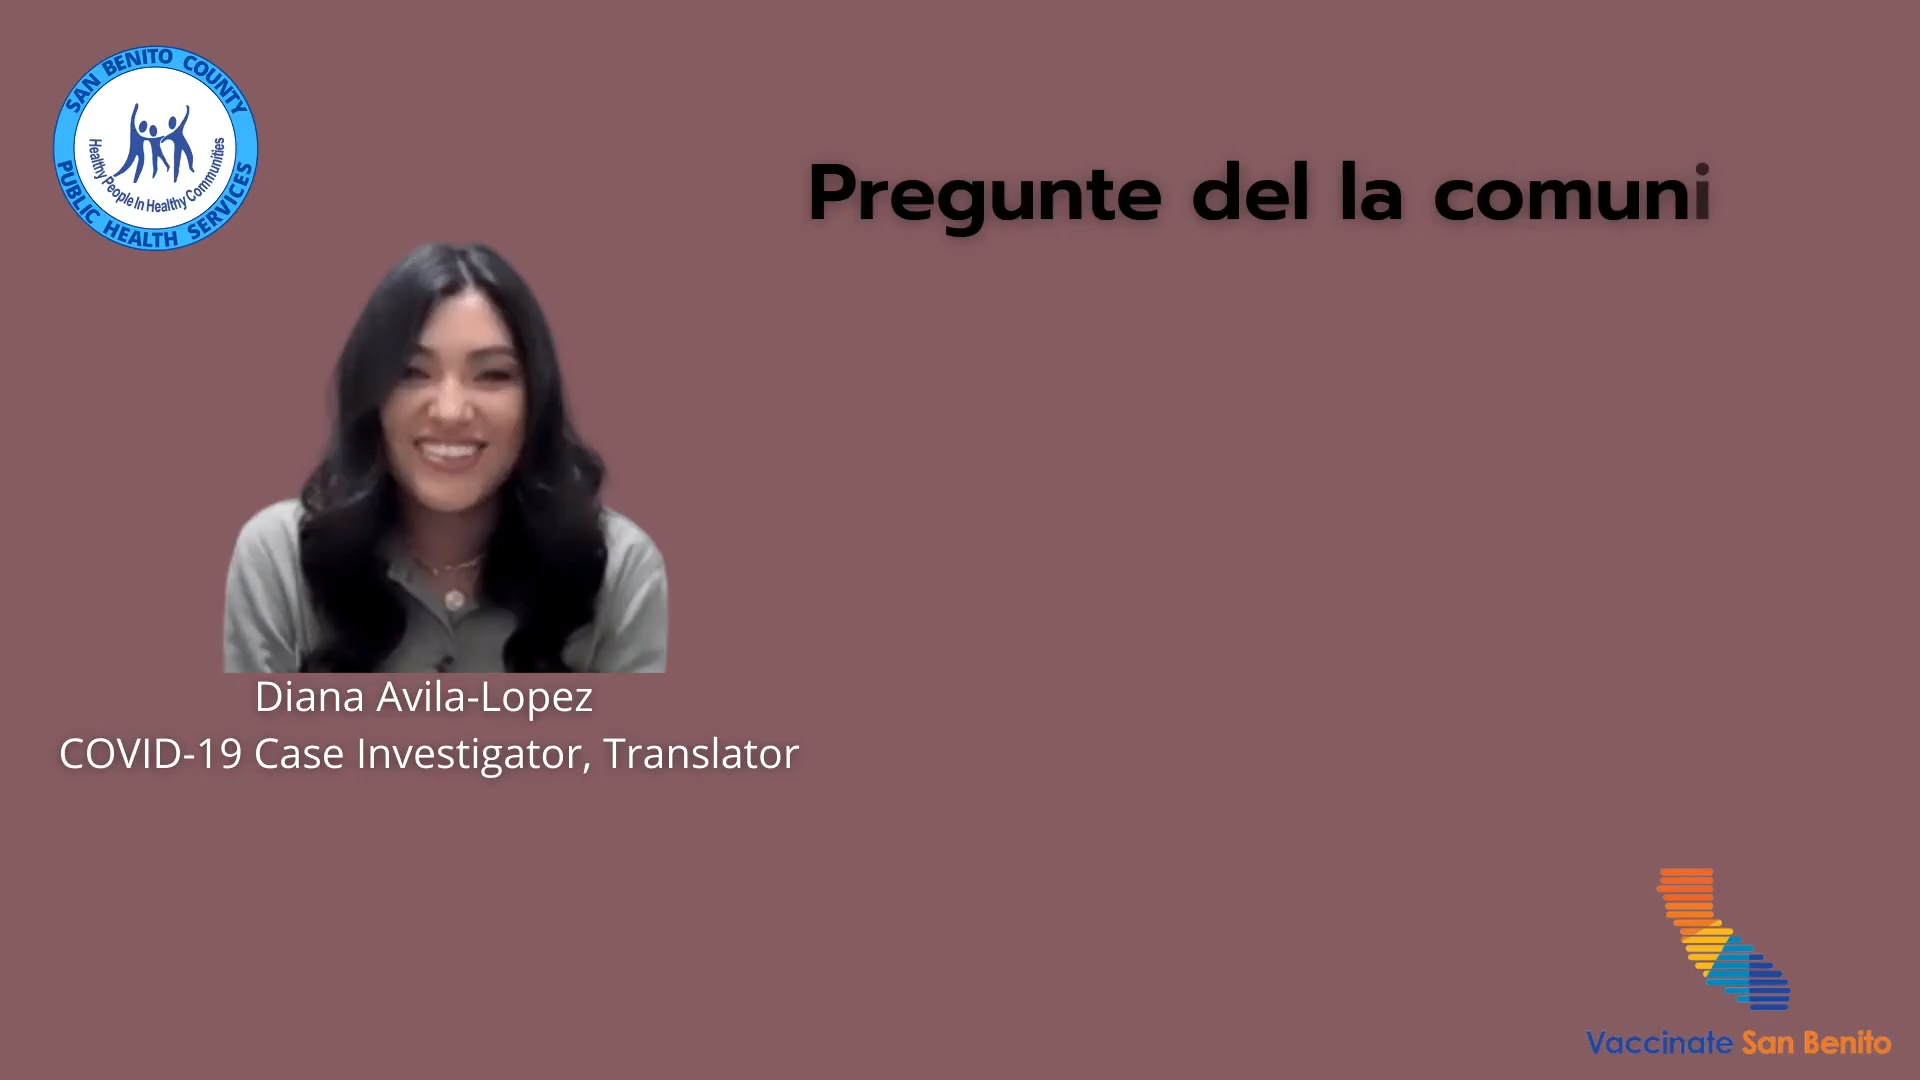 SAN BENITO COUNTY
Healthy People In Healthy Communities
PUBLIC HEALTH SERVICES
Pregunte del la comuni
Diana Avila-Lopez
COVID-19 Case Investigator, Translator
Vaccinate San Benito